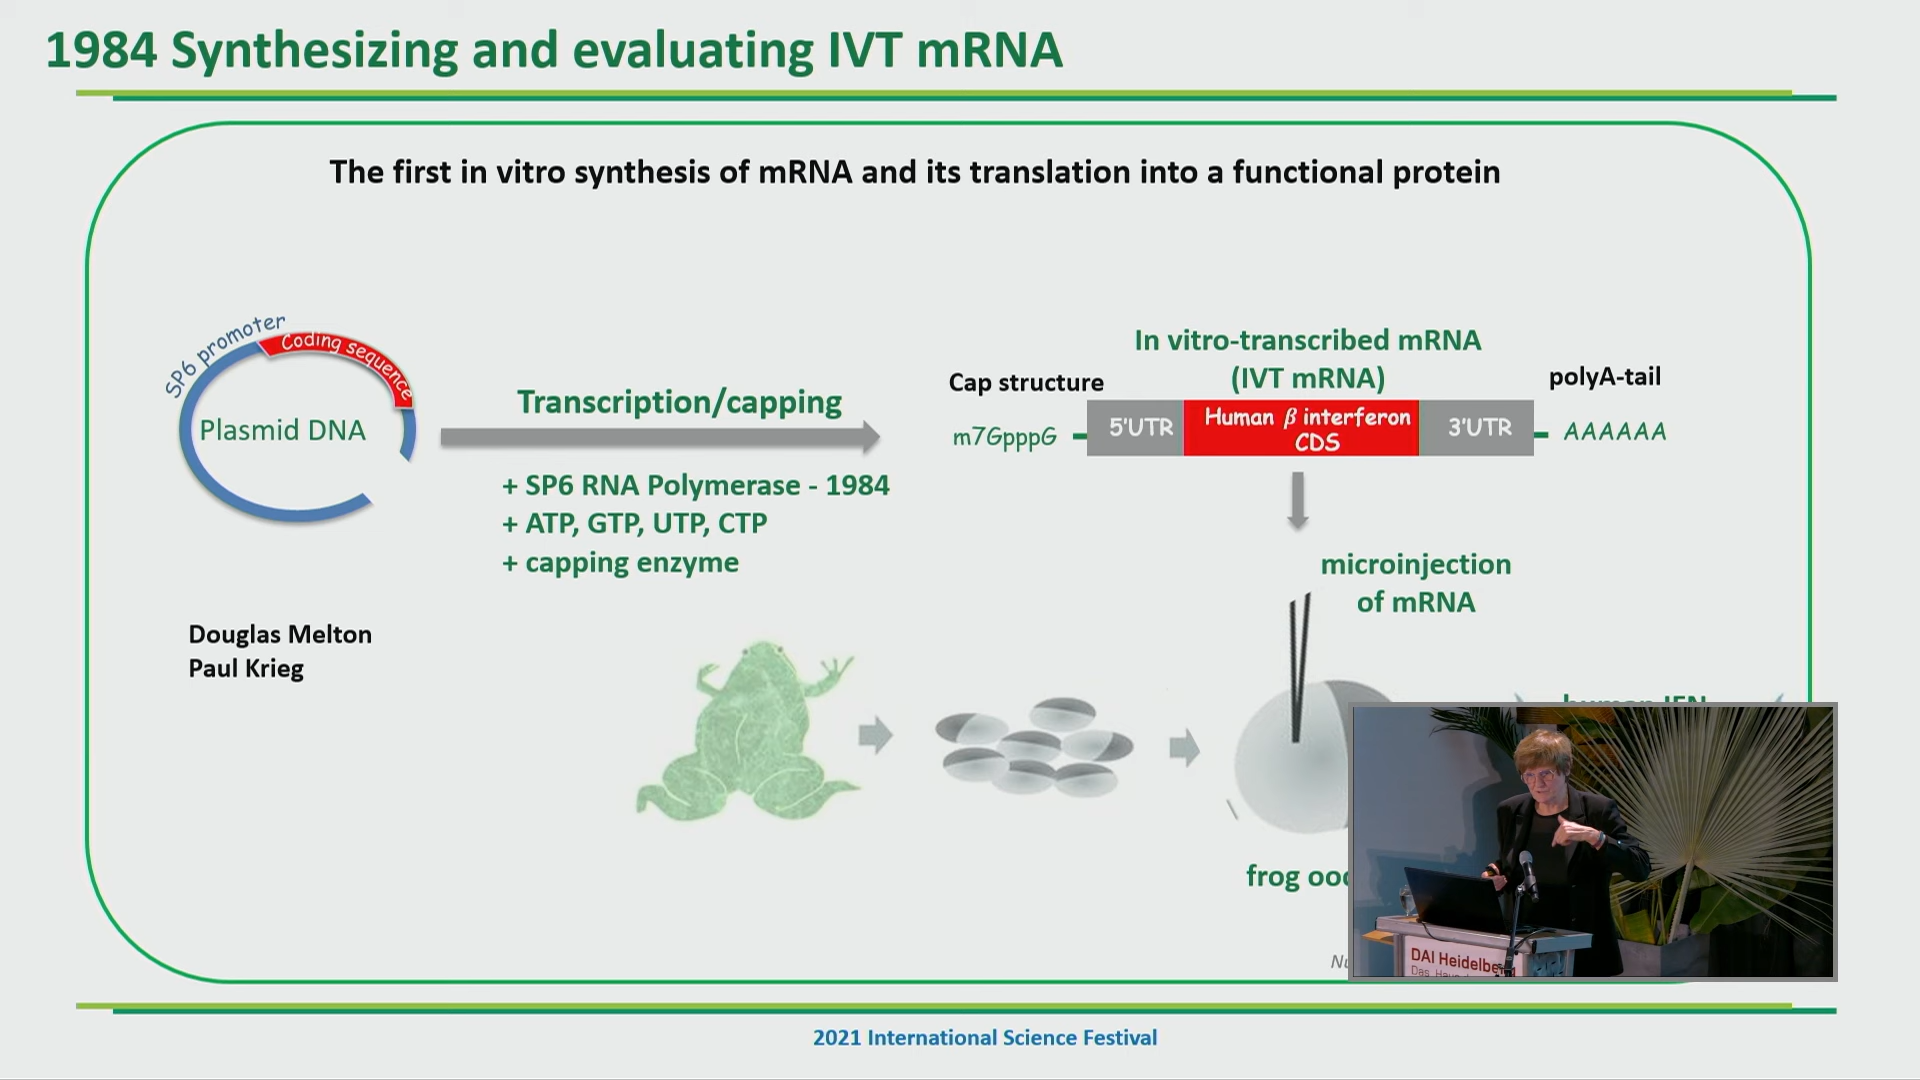 1984 Synthesizing and evaluating IVT mRNA
The first in vitro synthesis of mRNA and its translation into a functional protein
SP6 promoter
Coding sequence
Plasmid DNA
Transcription/capping
+ SP6 RNA Polymerase - 1984
+ ATP, GTP, UTP, CTP
+ capping enzyme
In vitro-transcribed mRNA
(IVT mRNA)
Cap structure
polyA-tail
m7GpppG
5'UTR
Human β interferon
CDS
3'UTR
AAAAAA
microinjection
of mRNA
Douglas Melton
Paul Krieg
human IFN
frog
DAI Heidelberg
Das
2021 International Science Festival